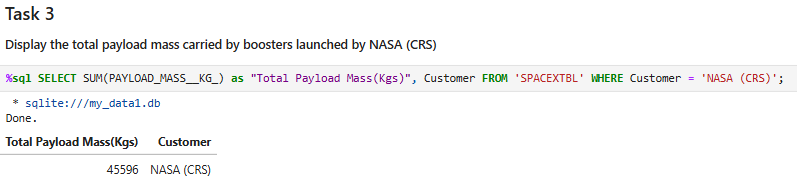 Task 3
Display the total payload mass carried by boosters launched by NASA (CRS)
%sql SELECT SUM(PAYLOAD_MASS__KG_) as "Total Payload Mass(Kgs)", Customer FROM 'SPACEXTBL' WHERE Customer = 'NASA (CRS)';
* sqlite:///my_data1.db
Done.
Total Payload Mass(Kgs) Customer
45596 NASA (CRS)